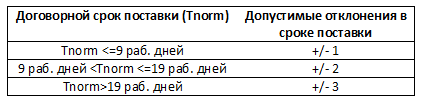 Договорной срок поставки (Tnorm) Допустимые отклонения в
сроке поставки
Tnorm <=9 раб. дней +/- 1
9 раб. дней <Tnorm <=19 раб. дней +/- 2
Tnorm>19 раб. дней +/- 3